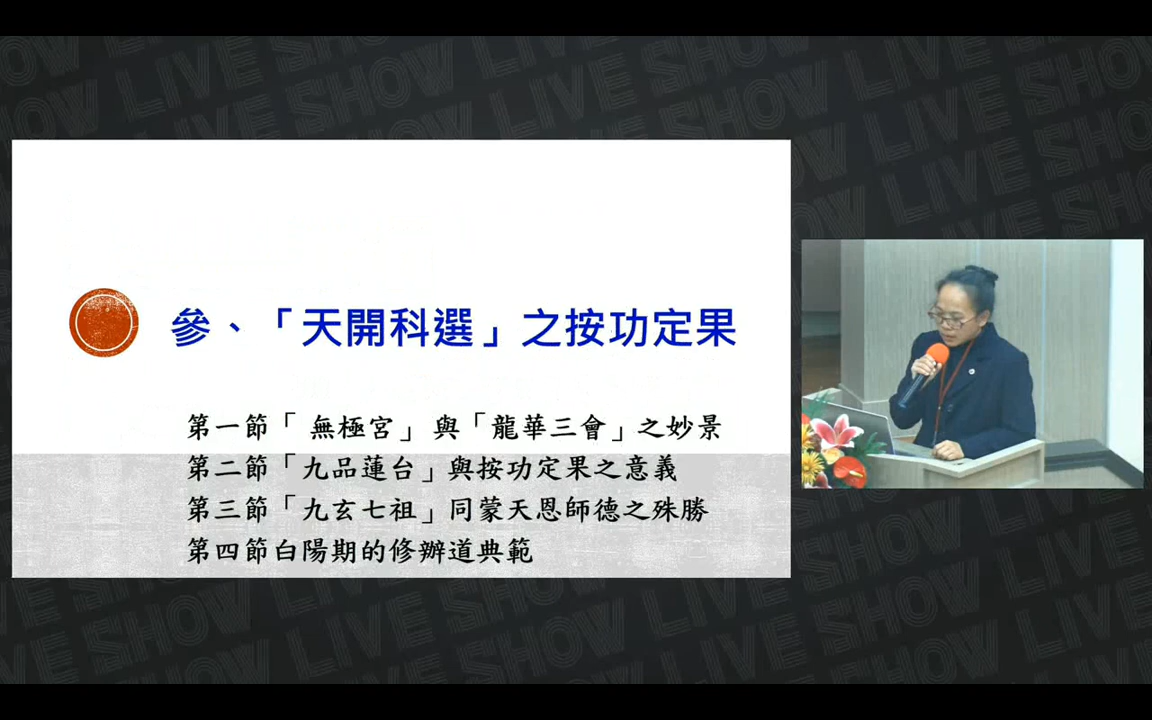 參、「天開科選」之按功定果
第一節「 無極宮」 與「龍華三會」之妙景
第二節「九品蓮台」與按功定果之意義
第三節「九玄七祖」同蒙天恩師德之殊勝
第四節白陽期的修辦道典範
LIVE SHOW